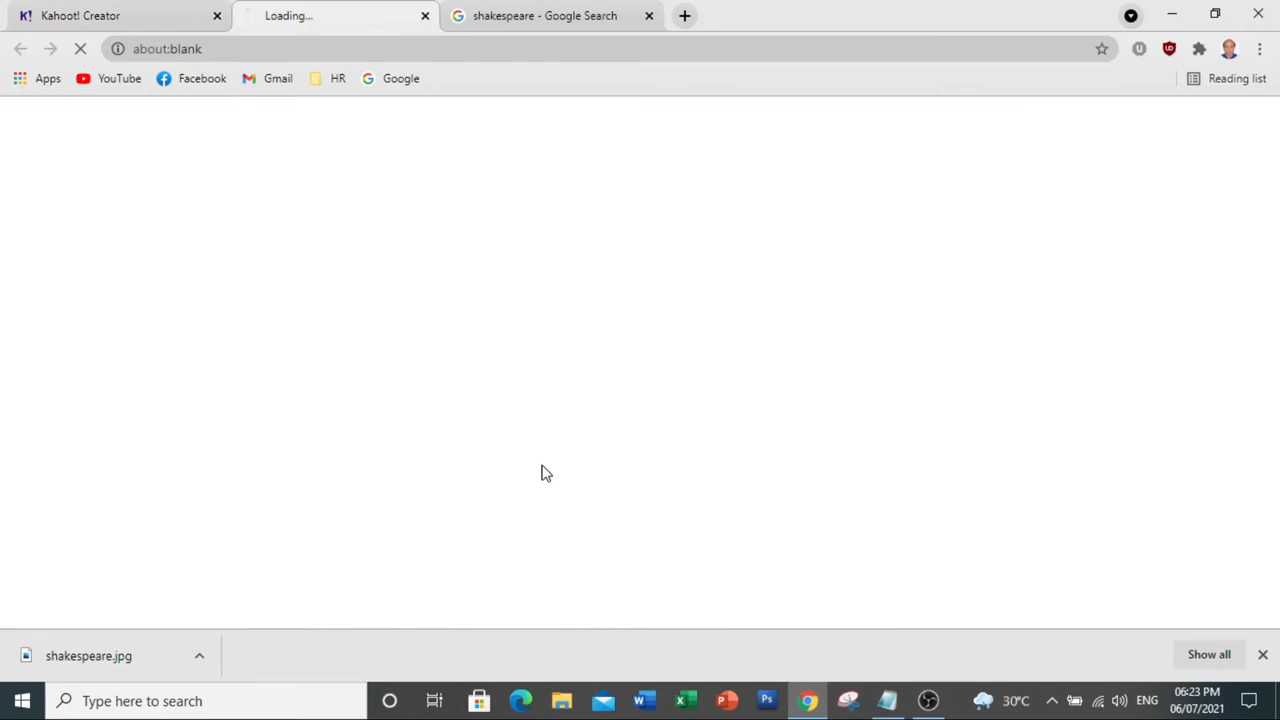 K! Kahoot! Creator
Loading...
G shakespeare - Google Search
about:blank
Apps
YouTube
Facebook
Gmail
HR
Google
Reading list
shakespeare.jpg
Show all
Type here to search
30°C
ENG
06:23 PM
06/07/2021